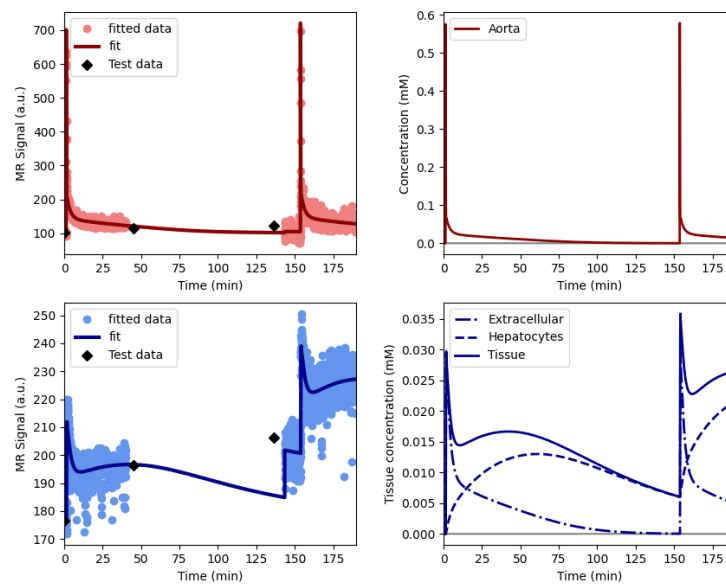 fitted data
fit
Test data
MR Signal (a.u.)
700
600
500
400
300
200
100
0 25 50 75 100 125 150 175
Time (min)
Aorta
Concentration (mM)
0.6
0.5
0.4
0.3
0.2
0.1
0.0
0 25 50 75 100 125 150 175
Time (min)
fitted data
fit
Test data
MR Signal (a.u.)
250
240
230
220
210
200
190
180
170
0 25 50 75 100 125 150 175
Time (min)
Extracellular
Hepatocytes
Tissue
Tissue concentration (mM)
0.035
0.030
0.025
0.020
0.015
0.010
0.005
0.000
0 25 50 75 100 125 150 175
Time (min)